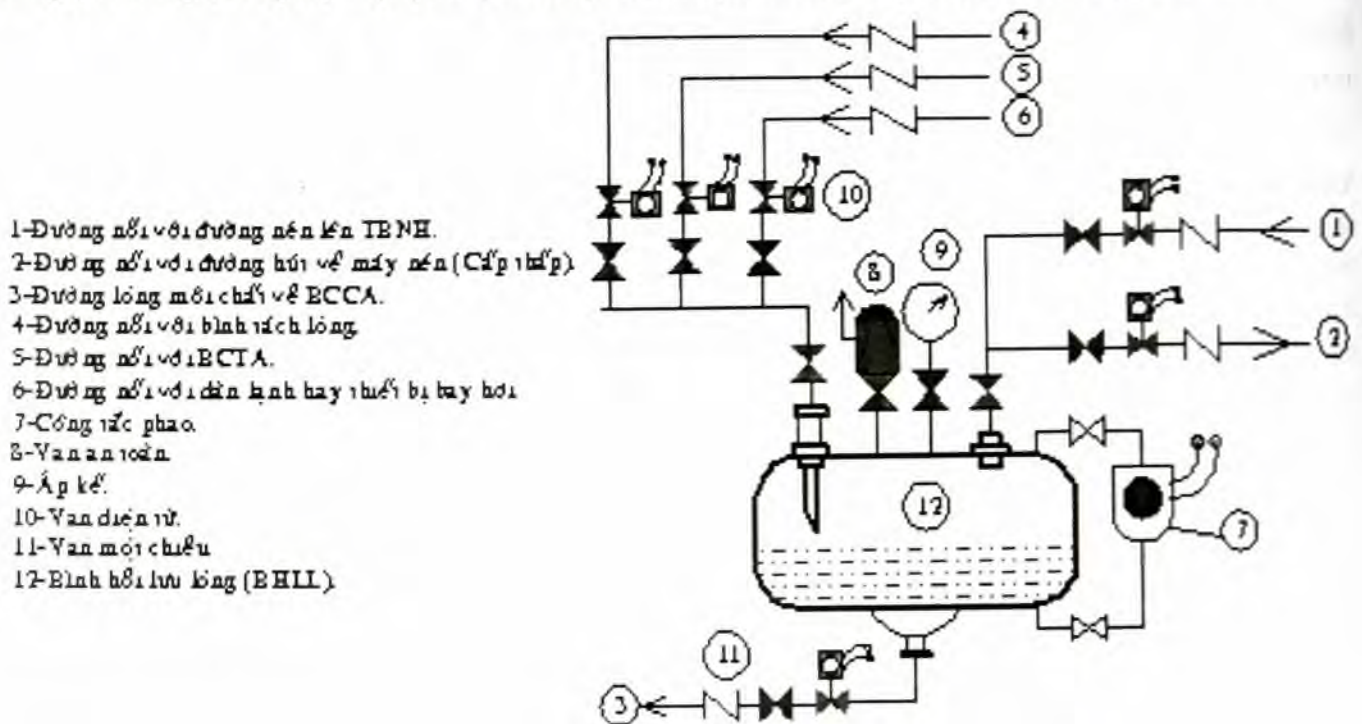 4
5
6
10
1
9
8
2
1-Đường nối với đường nén lên TBNH.
2-Đường nối với đường hút về máy nén (Cấp thấp)
3-Đường lỏng môi chất về BCCA.
4-Đường nối với bình tách lỏng
5-Đường nối với BCTA.
6-Đường nối với dàn lạnh hay thiết bị bay hơi
7-Công tắc phao.
8-Van an toàn
9-Áp kế.
10-Van điện từ.
11-Van một chiều
12-Bình hồi lưu lỏng (BHLL)
12
7
11
3